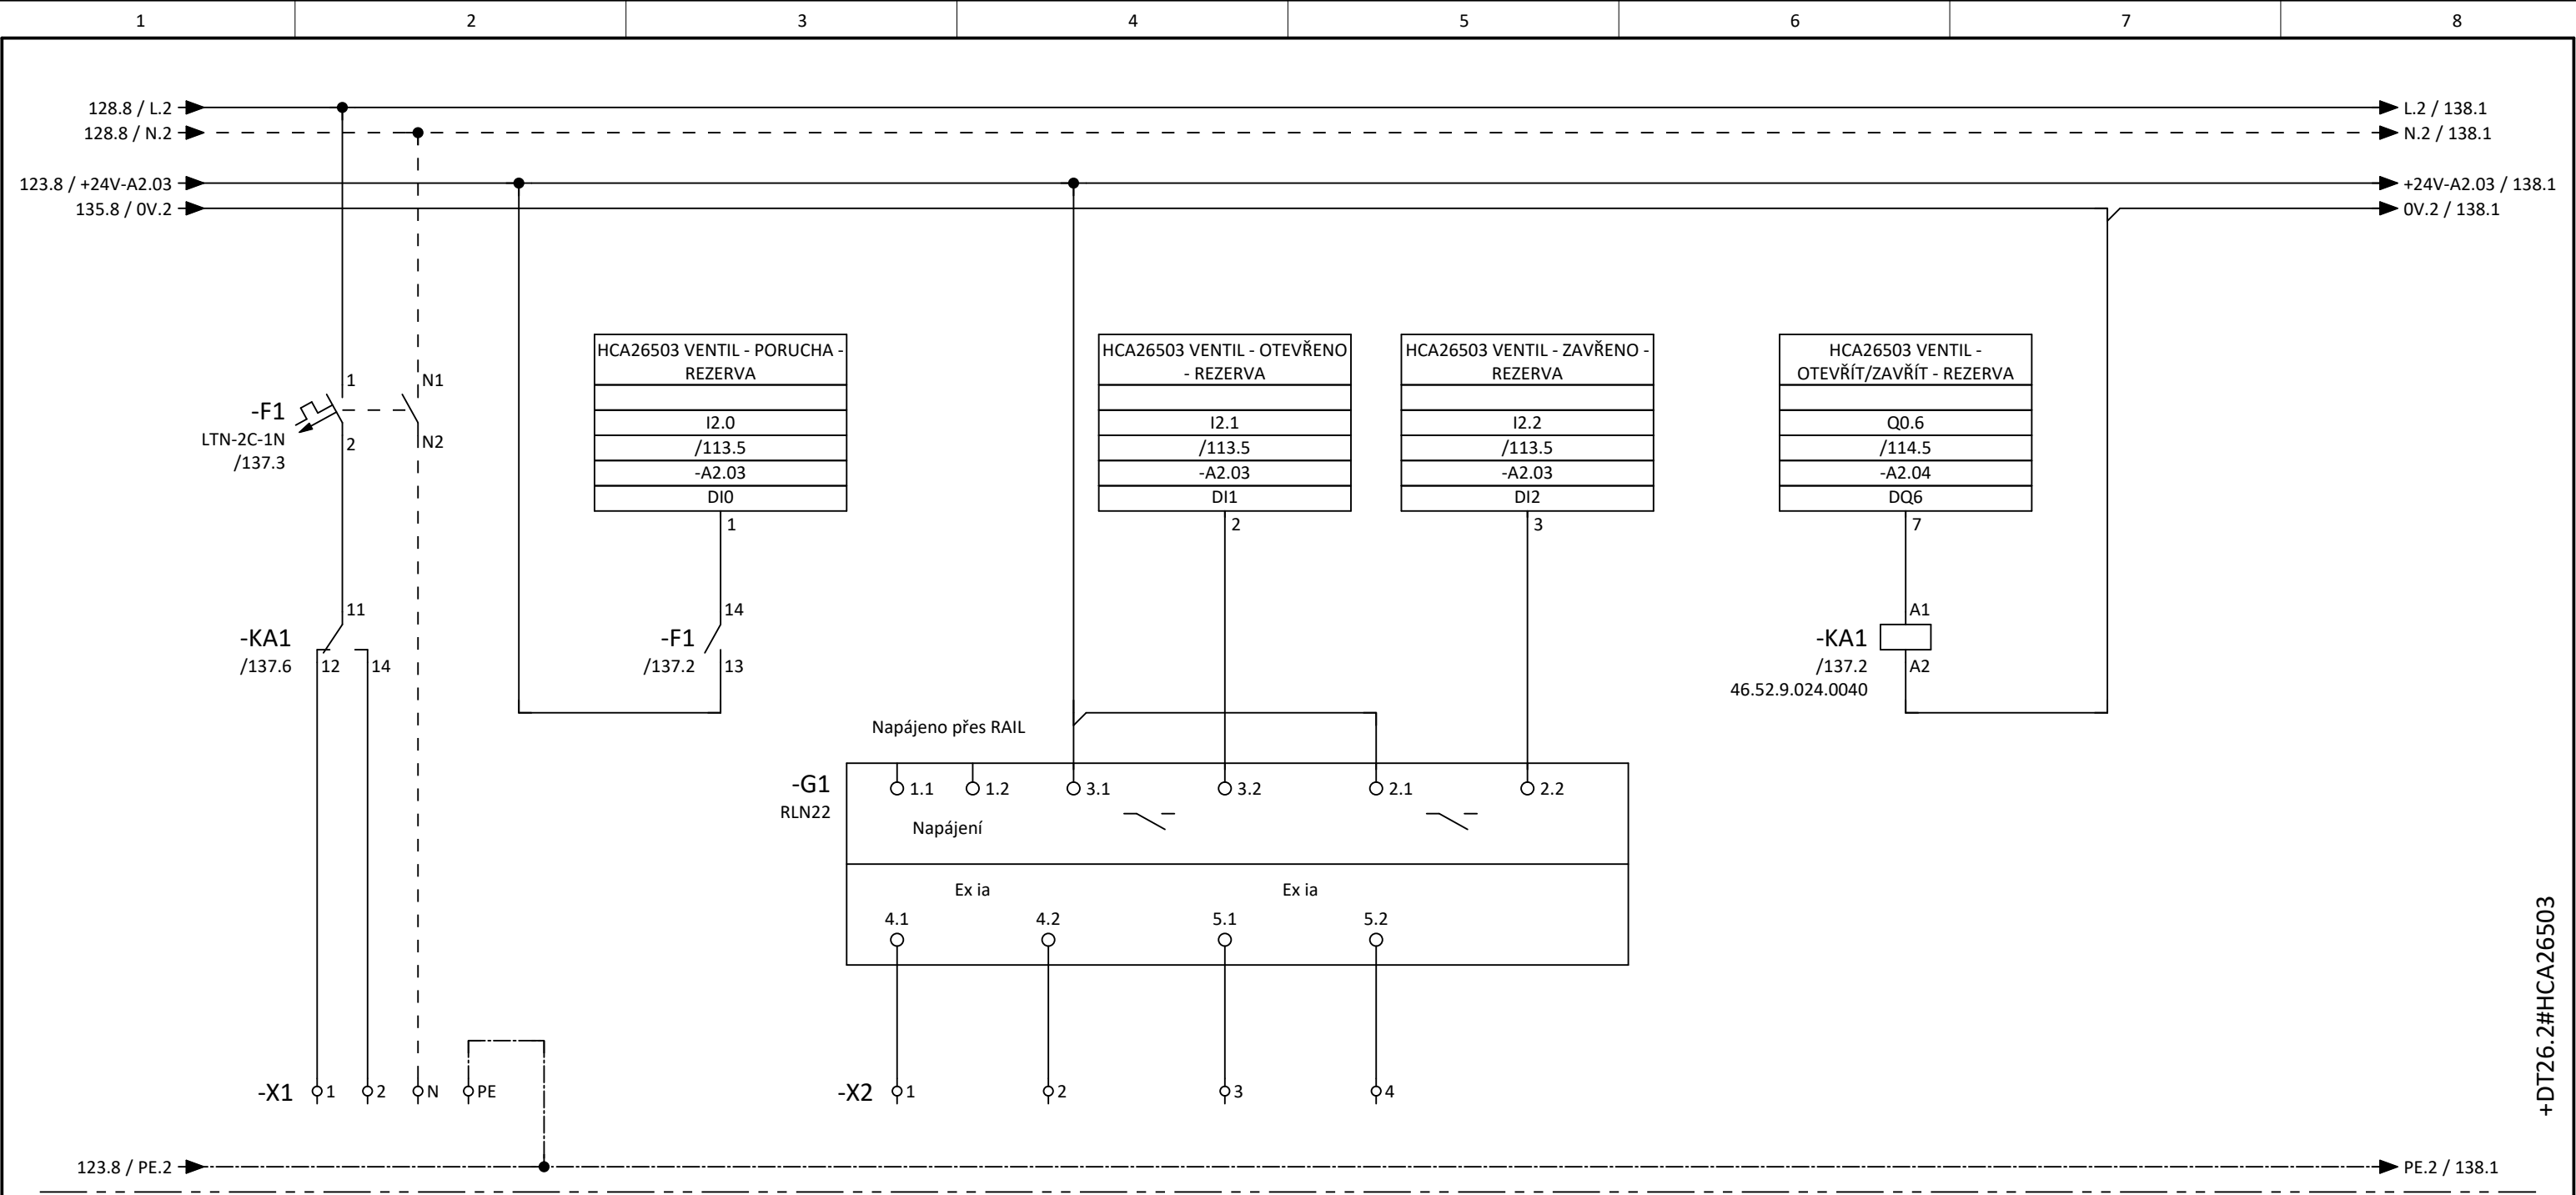 1 2 3 4 5 6 7 8
128.8 / L.2 L.2 / 138.1
128.8 / N.2 N.2 / 138.1
123.8 / +24V-A2.03 +24V-A2.03 / 138.1
135.8 / 0V.2 0V.2 / 138.1
HCA26503 VENTIL - PORUCHA -
REZERVA
I2.0
/113.5
-A2.03
DI0
1
HCA26503 VENTIL - OTEVŘENO
- REZERVA
I2.1
/113.5
-A2.03
DI1
2
HCA26503 VENTIL - ZAVŘENO -
REZERVA
I2.2
/113.5
-A2.03
DI2
3
HCA26503 VENTIL -
OTEVŘÍT/ZAVŘÍT - REZERVA
Q0.6
/114.5
-A2.04
DQ6
7
1 N1
-F1
LTN-2C-1N
/137.3
2 N2
11
-KA1
/137.6
12 14
14
-F1
/137.2
13
A1
-KA1
/137.2
A2
46.52.9.024.0040
Napájeno přes RAIL
-G1
RLN22
1.1 1.2 3.1 3.2 2.1 2.2
Napájení
Ex ia Ex ia
4.1 4.2 5.1 5.2
-X1 1 2 N PE
-X2 1 2 3 4
+DT26.2#HCA26503
123.8 / PE.2 PE.2 / 138.1